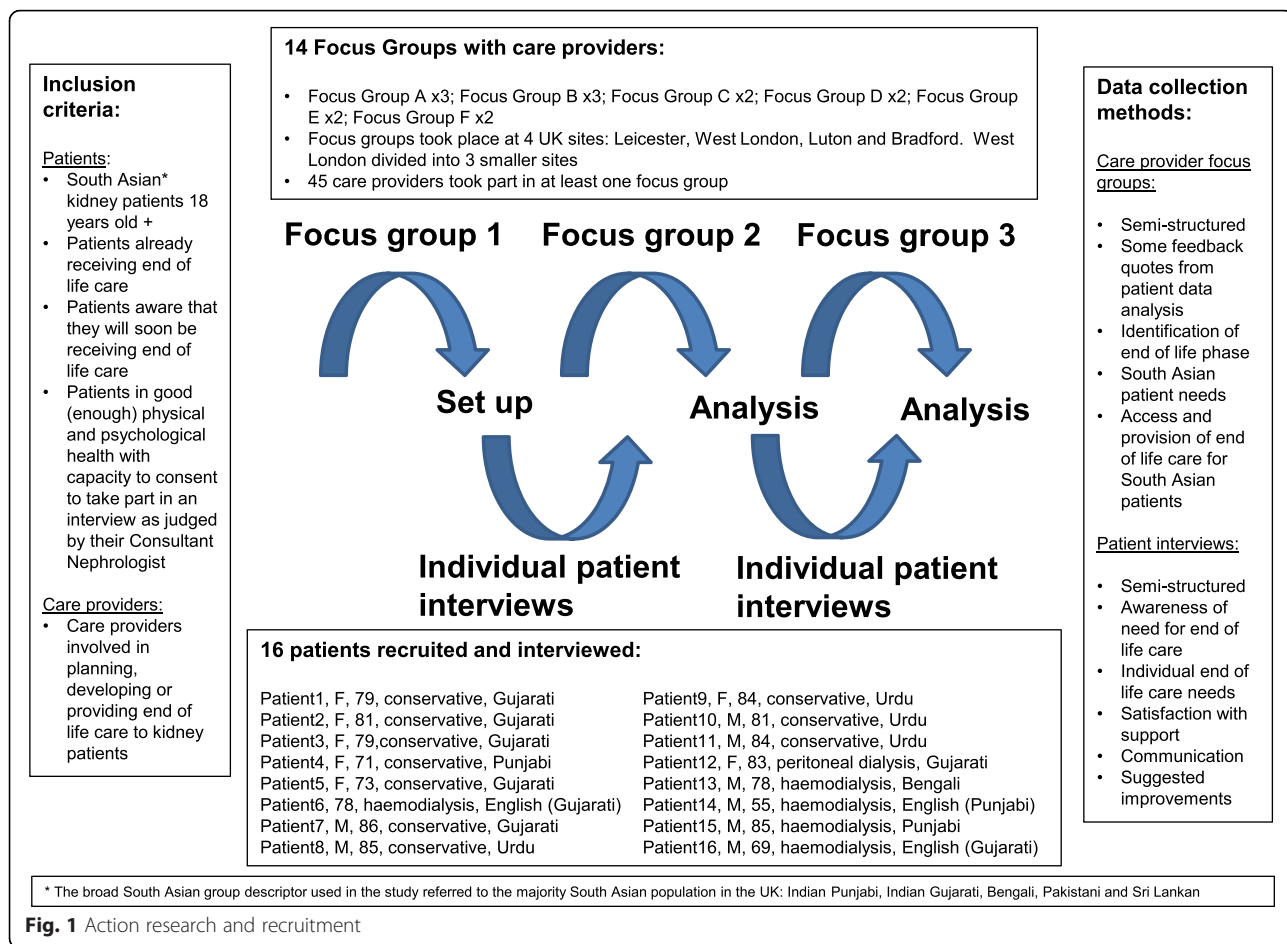 Inclusion
criteria:
Patients:
• South Asian*
kidney patients 18
years old +
• Patients already
receiving end of
life care
• Patients aware that
they will soon be
receiving end of
life care
• Patients in good
(enough) physical
and psychological
health with
capacity to consent
to take part in an
interview as judged
by their Consultant
Nephrologist
Care providers:
• Care providers
involved in
planning,
developing or
providing end of
life care to kidney
patients
14 Focus Groups with care providers:
• Focus Group A x3; Focus Group B x3; Focus Group C x2; Focus Group D x2; Focus Group
E x2; Focus Group F x2
• Focus groups took place at 4 UK sites: Leicester, West London, Luton and Bradford. West
London divided into 3 smaller sites
• 45 care providers took part in at least one focus group
Focus group 1 Focus group 2 Focus group 3
Set up Analysis Analysis
Individual patient
interviews
Individual patient
interviews
16 patients recruited and interviewed:
Patient1, F, 79, conservative, Gujarati
Patient2, F, 81, conservative, Gujarati
Patient3, F, 79,conservative, Gujarati
Patient4, F, 71, conservative, Punjabi
Patient5, F, 73, conservative, Gujarati
Patient6, 78, haemodialysis, English (Gujarati)
Patient7, M, 86, conservative, Gujarati
Patient8, M, 85, conservative, Urdu
Patient9, F, 84, conservative, Urdu
Patient10, M, 81, conservative, Urdu
Patient11, M, 84, conservative, Urdu
Patient12, F, 83, peritoneal dialysis, Gujarati
Patient13, M, 78, haemodialysis, Bengali
Patient14, M, 55, haemodialysis, English (Punjabi)
Patient15, M, 85, haemodialysis, Punjabi
Patient16, M, 69, haemodialysis, English (Gujarati)
Data collection
methods:
Care provider focus
groups:
• Semi-structured
• Some feedback
quotes from
patient data
analysis
• Identification of
end of life phase
• South Asian
patient needs
• Access and
provision of end
of life care for
South Asian
patients
Patient interviews:
• Semi-structured
• Awareness of
need for end of
life care
• Individual end of
life care needs
• Satisfaction with
support
• Communication
• Suggested
improvements
* The broad South Asian group descriptor used in the study referred to the majority South Asian population in the UK: Indian Punjabi, Indian Gujarati, Bengali, Pakistani and Sri Lankan
Fig. 1 Action research and recruitment